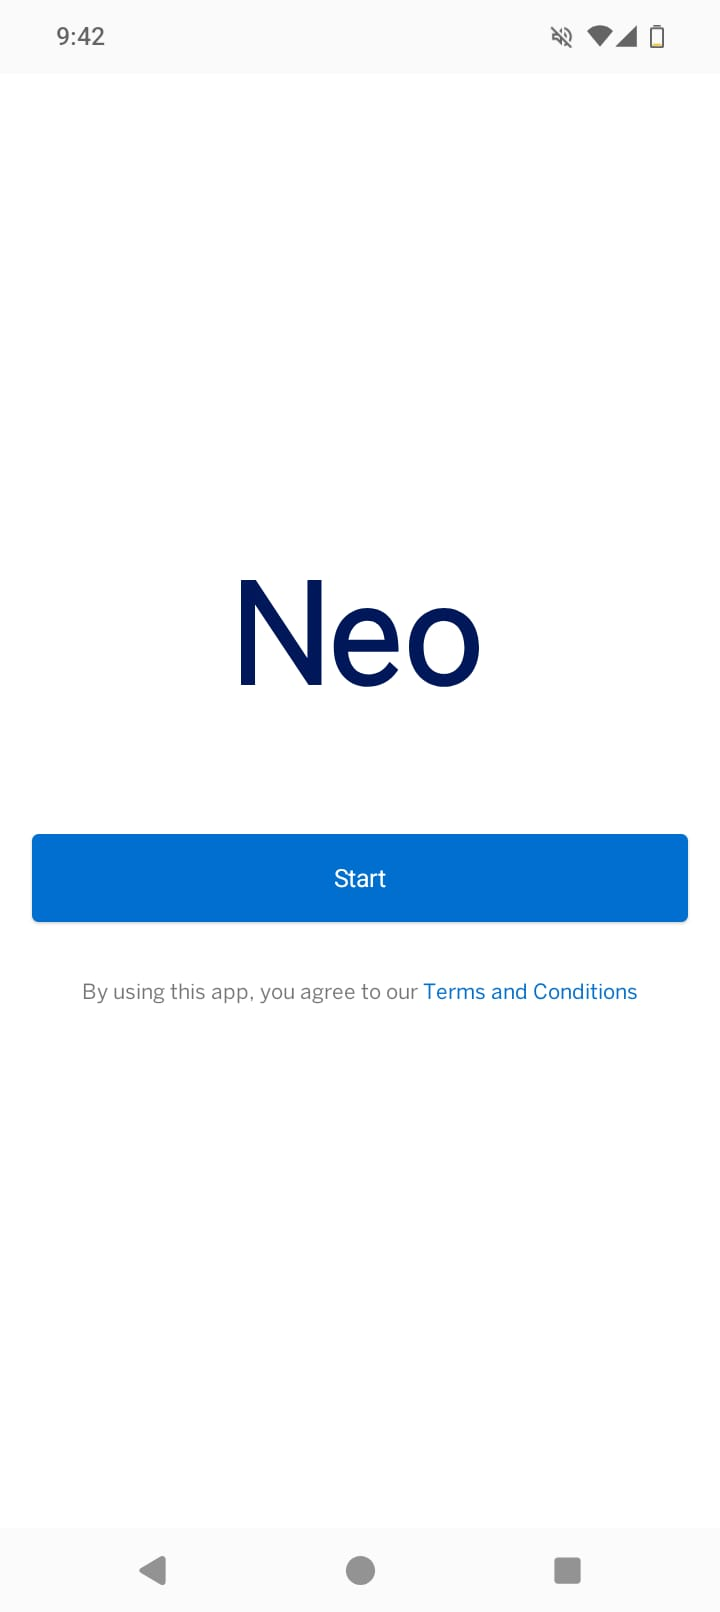 9:42
Neo
Start
By using this app, you agree to our Terms and Conditions